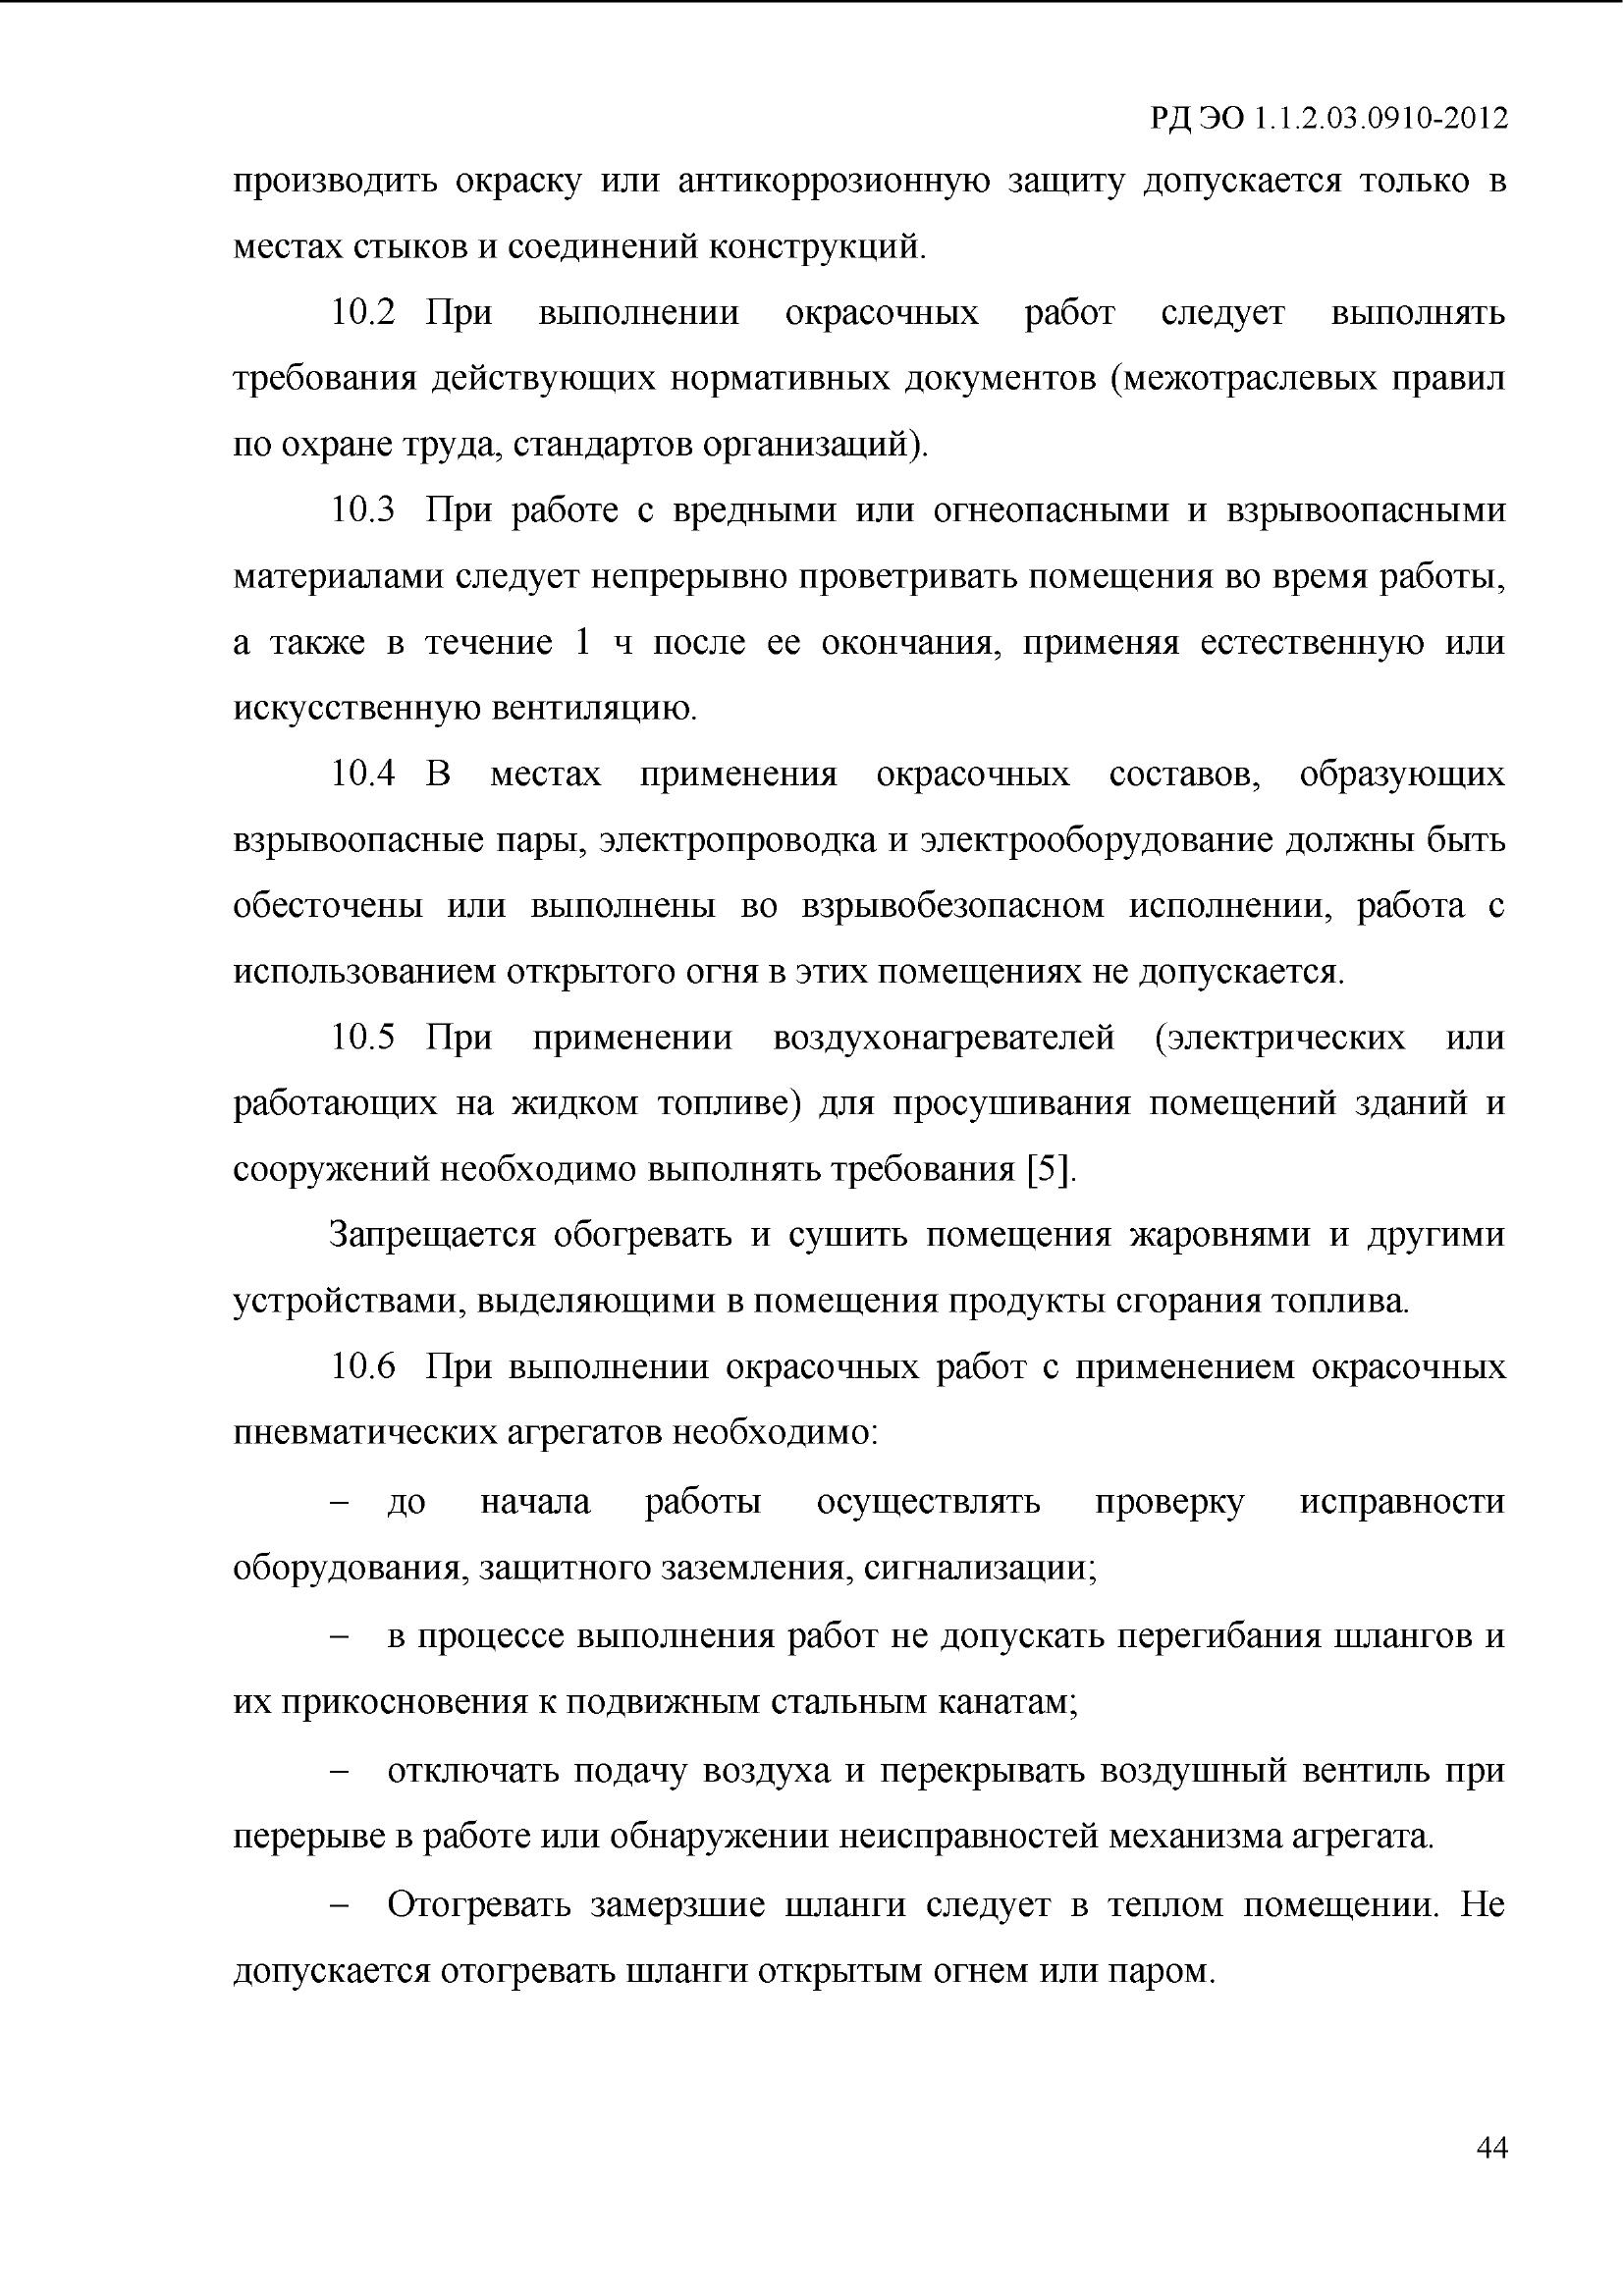 РД ЭО 1.1.2.03.0910-2012
производить окраску или антикоррозионную защиту допускается только в
местах стыков и соединений конструкций.
10.2 При выполнении окрасочных работ следует выполнять
требования действующих нормативных документов (межотраслевых правил
по охране труда, стандартов организаций).
10.3 При работе с вредными или огнеопасными и взрывоопасными
материалами следует непрерывно проветривать помещения во время работы,
а также в течение 1 ч после ее окончания, применяя естественную или
искусственную вентиляцию.
10.4 В местах применения окрасочных составов, образующих
взрывоопасные пары, электропроводка и электрооборудование должны быть
обесточены или выполнены во взрывобезопасном исполнении, работа с
использованием открытого огня в этих помещениях не допускается.
10.5 При применении воздухонагревателей (электрических или
работающих на жидком топливе) для просушивания помещений зданий и
сооружений необходимо выполнять требования [5].
Запрещается обогревать и сушить помещения жаровнями и другими
устройствами, выделяющими в помещения продукты сгорания топлива.
10.6 При выполнении окрасочных работ с применением окрасочных
пневматических агрегатов необходимо:
– до начала работы осуществлять проверку исправности
оборудования, защитного заземления, сигнализации;
– в процессе выполнения работ не допускать перегибания шлангов и
их прикосновения к подвижным стальным канатам;
– отключать подачу воздуха и перекрывать воздушный вентиль при
перерыве в работе или обнаружении неисправностей механизма агрегата.
– Отогревать замерзшие шланги следует в теплом помещении. Не
допускается отогревать шланги открытым огнем или паром.
44